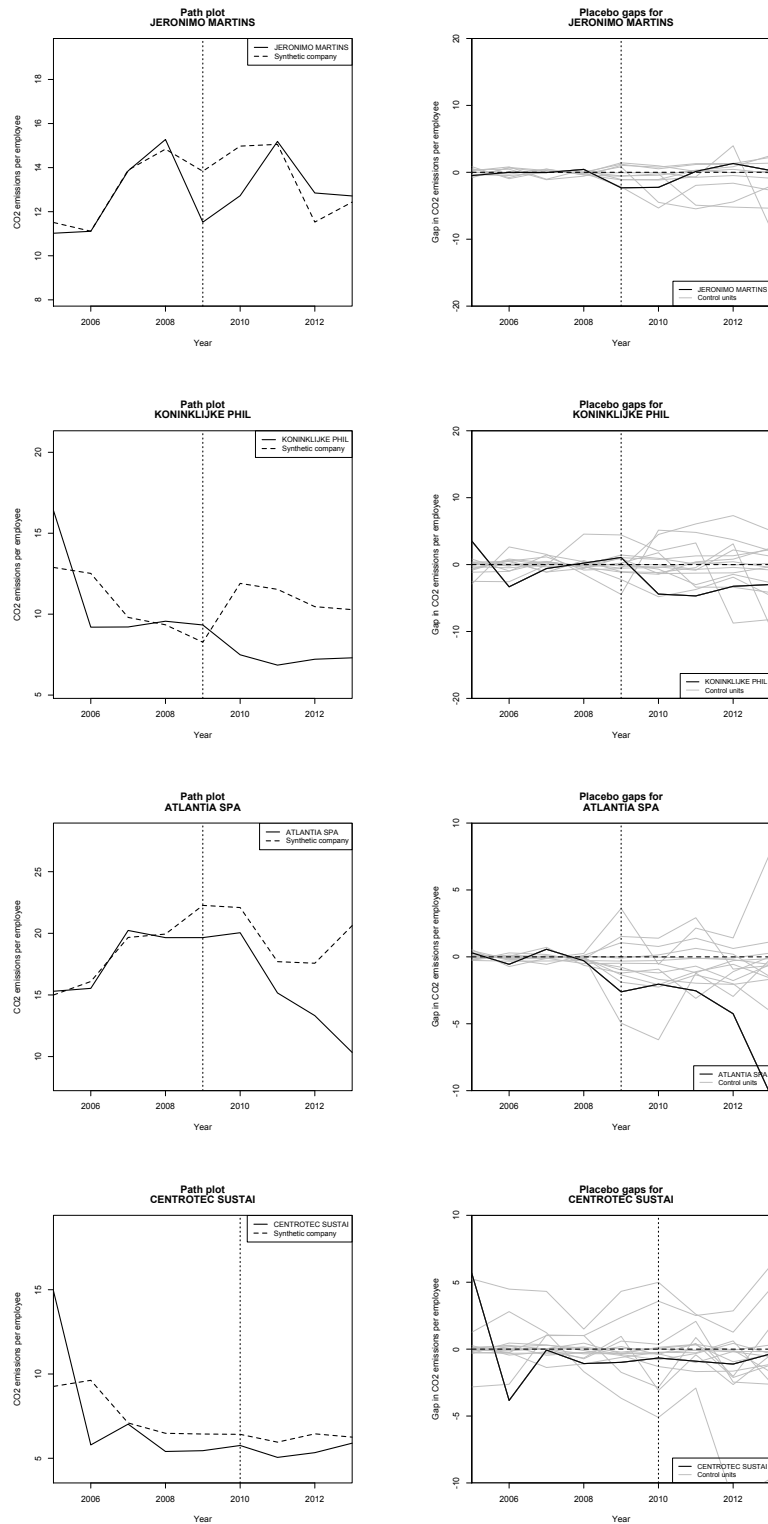 Path plot
JERONIMO MARTINS
CO2 emissions per employee
18
16
14
12
10
8
JERONIMO MARTINS
Synthetic company
2006 2008 2010 2012
Year
Placebo gaps for
JERONIMO MARTINS
Gap in CO2 emissions per employee
20
10
0
-10
-20
JERONIMO MARTINS
Control units
2006 2008 2010 2012
Year
Path plot
KONINKLIJKE PHIL
CO2 emissions per employee
20
15
10
5
KONINKLIJKE PHIL
Synthetic company
2006 2008 2010 2012
Year
Placebo gaps for
KONINKLIJKE PHIL
Gap in CO2 emissions per employee
20
10
0
-10
-20
KONINKLIJKE PHIL
Control units
2006 2008 2010 2012
Year
Path plot
ATLANTIA SPA
CO2 emissions per employee
25
20
15
10
ATLANTIA SPA
Synthetic company
2006 2008 2010 2012
Year
Placebo gaps for
ATLANTIA SPA
Gap in CO2 emissions per employee
10
5
0
-5
-10
ATLANTIA SPA
Control units
2006 2008 2010 2012
Year
Path plot
CENTROTEC SUSTAI
CO2 emissions per employee
15
10
5
CENTROTEC SUSTAI
Synthetic company
2006 2008 2010 2012
Year
Placebo gaps for
CENTROTEC SUSTAI
Gap in CO2 emissions per employee
10
5
0
-5
-10
CENTROTEC SUSTAI
Control units
2006 2008 2010 2012
Year